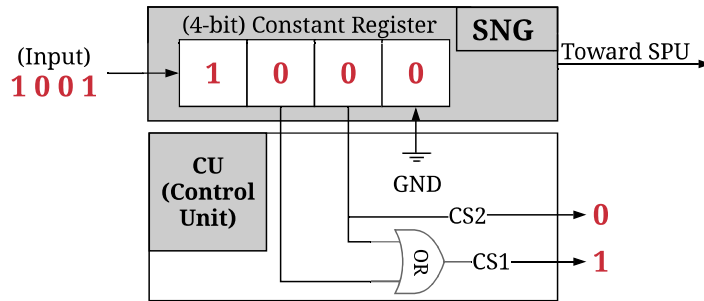 (4-bit) Constant Register
SNG
(Input)
1 0 0 1
1 0 0 0
Toward SPU
CU
(Control
Unit)
GND
CS2
0
OR
CS1
1